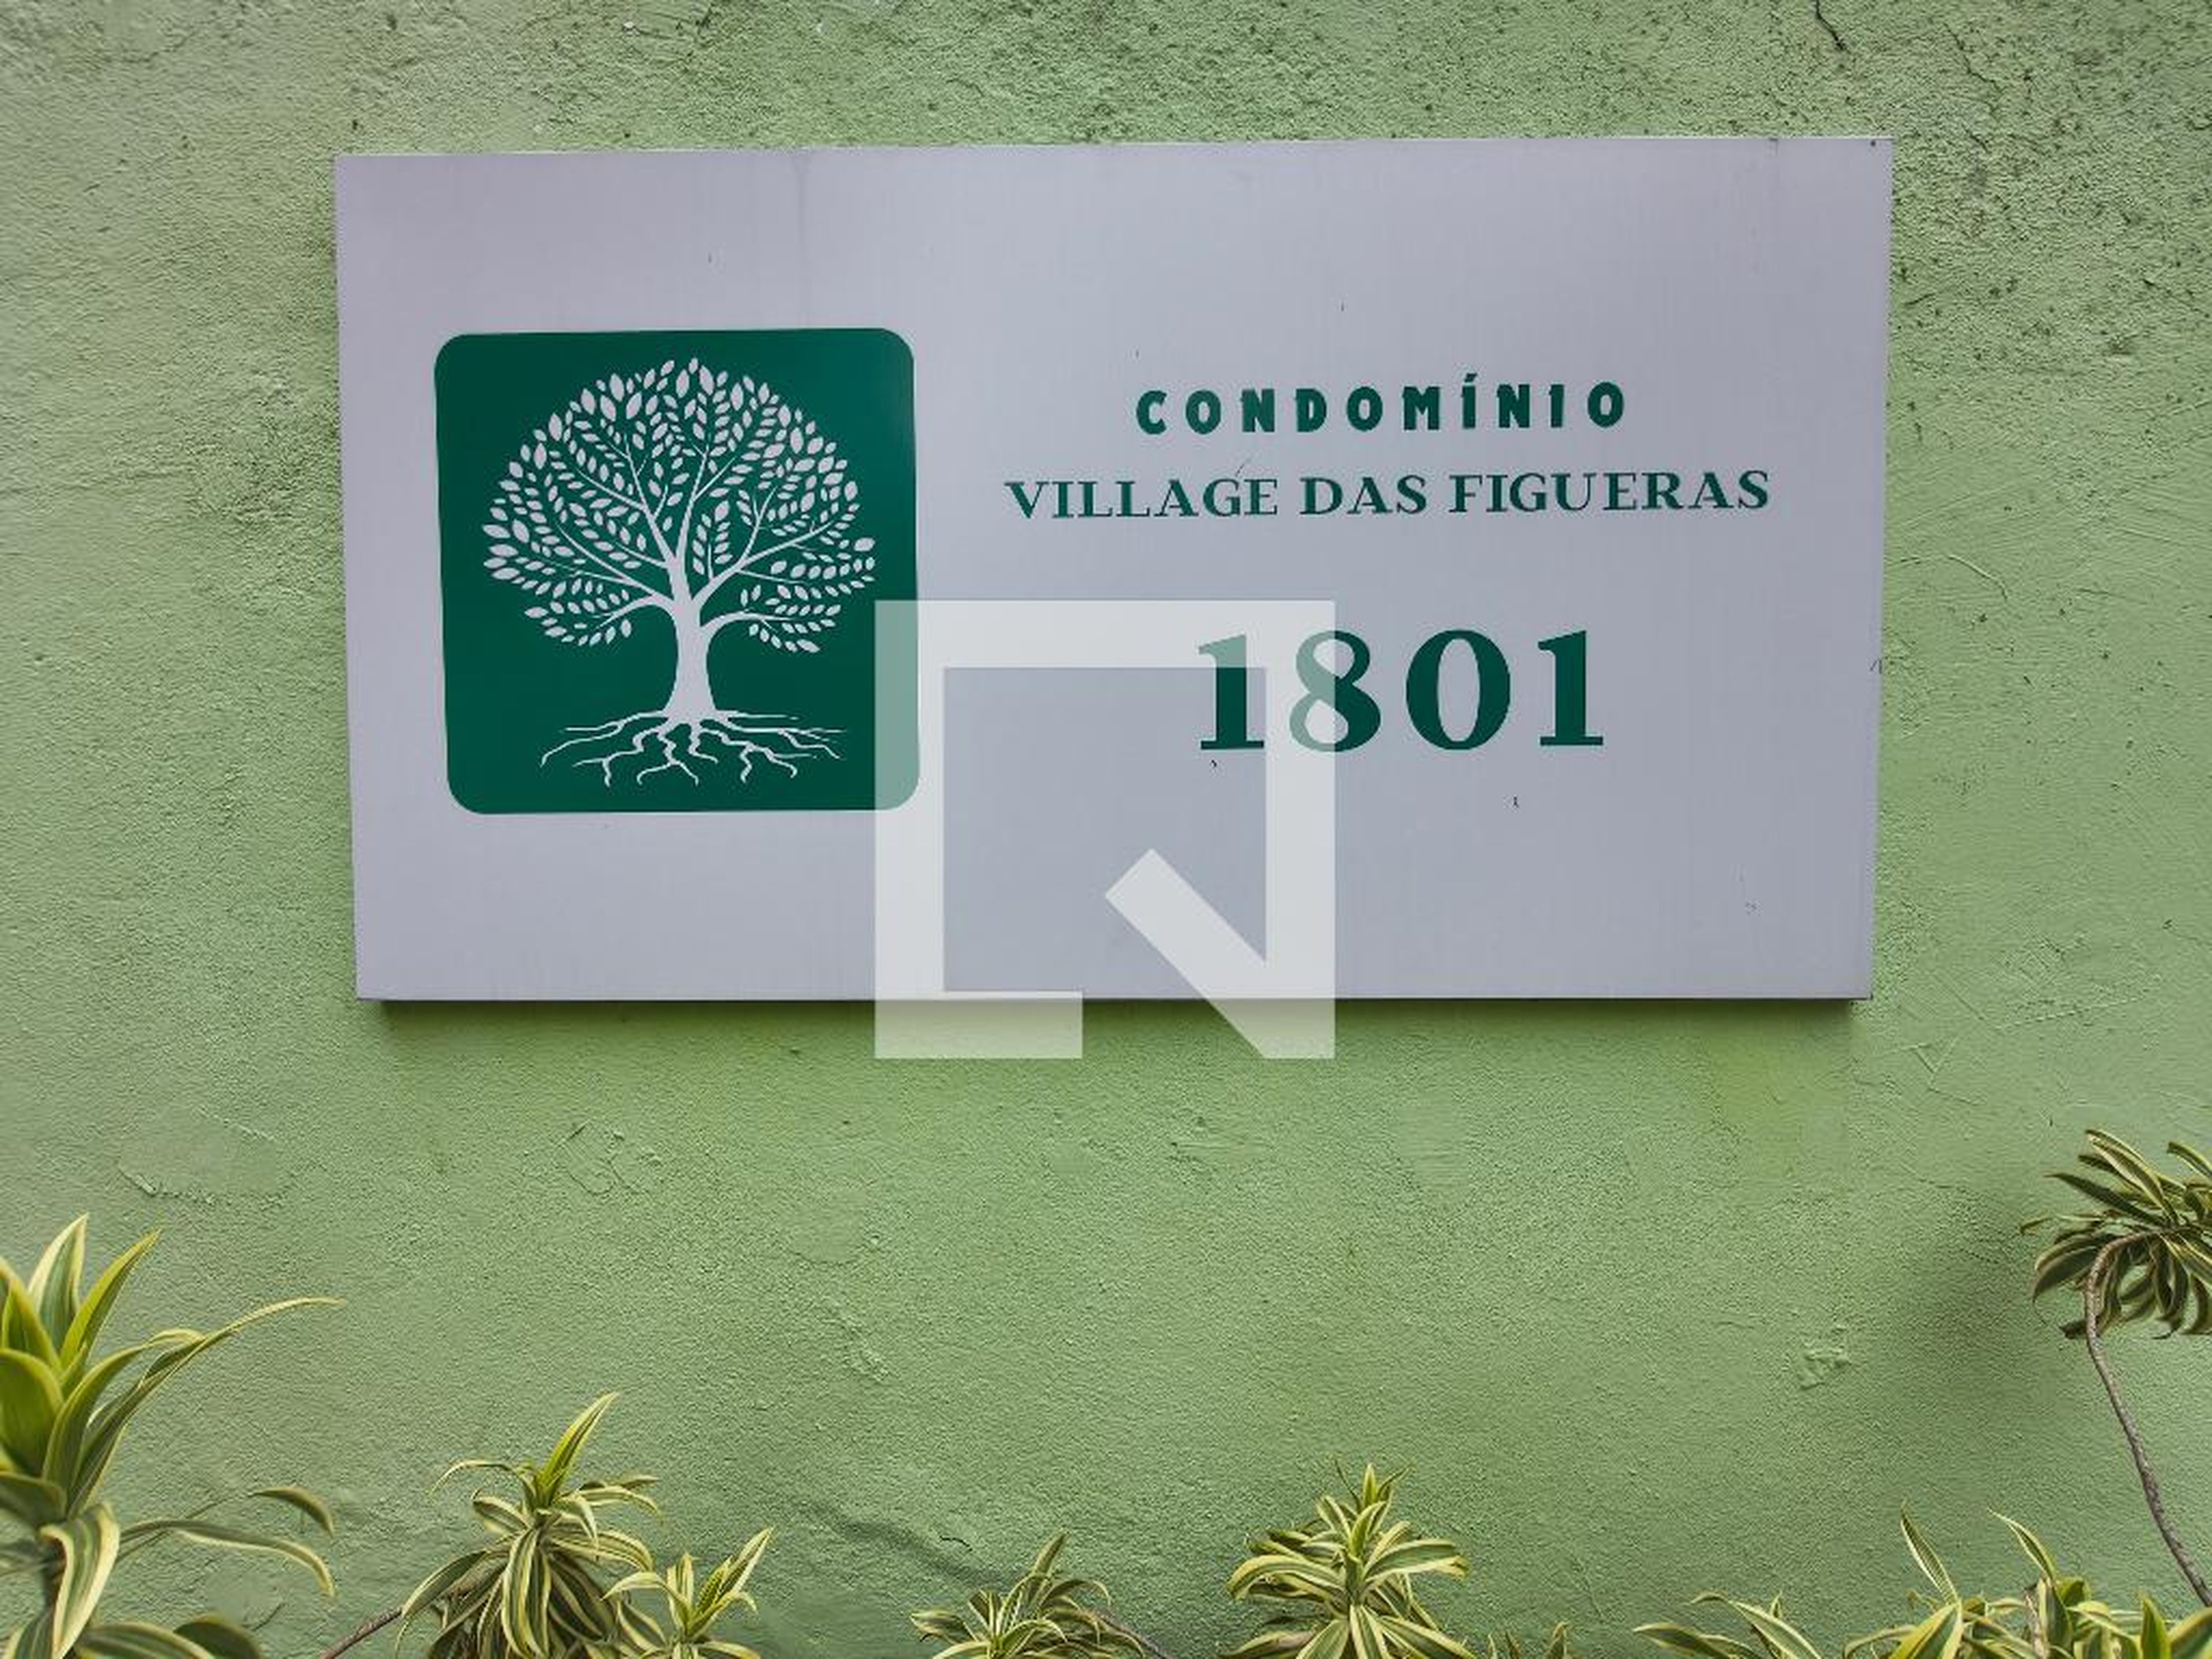 CONDOMÍNIO
VILLAGE DAS FIGUERAS
1801